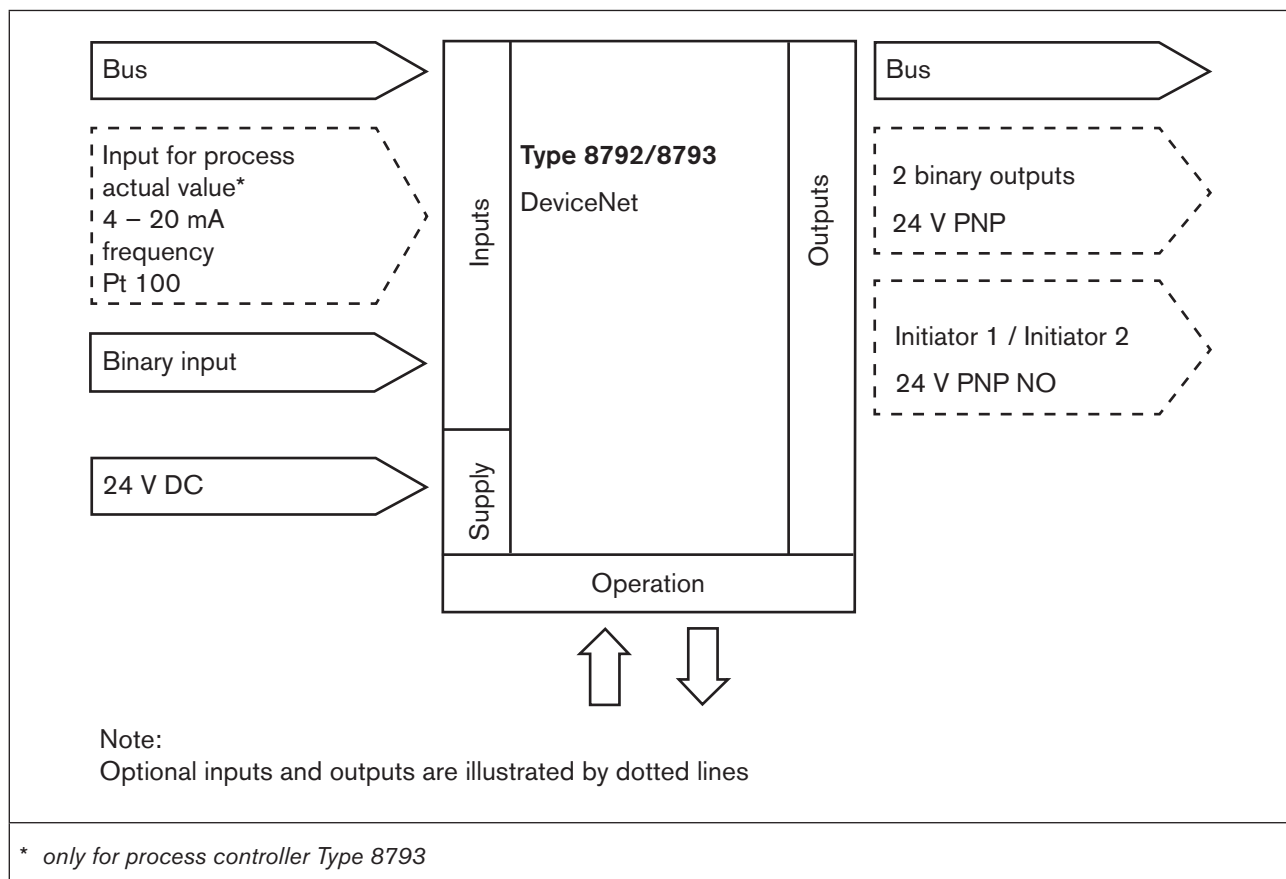 Bus
Input for process
actual value*
4 – 20 mA
frequency
Pt 100
Binary input
24 V DC
Inputs
Supply
Type 8792/8793
DeviceNet
Outputs
Operation
Bus
2 binary outputs
24 V PNP
Initiator 1 / Initiator 2
24 V PNP NO
Note:
Optional inputs and outputs are illustrated by dotted lines
* only for process controller Type 8793